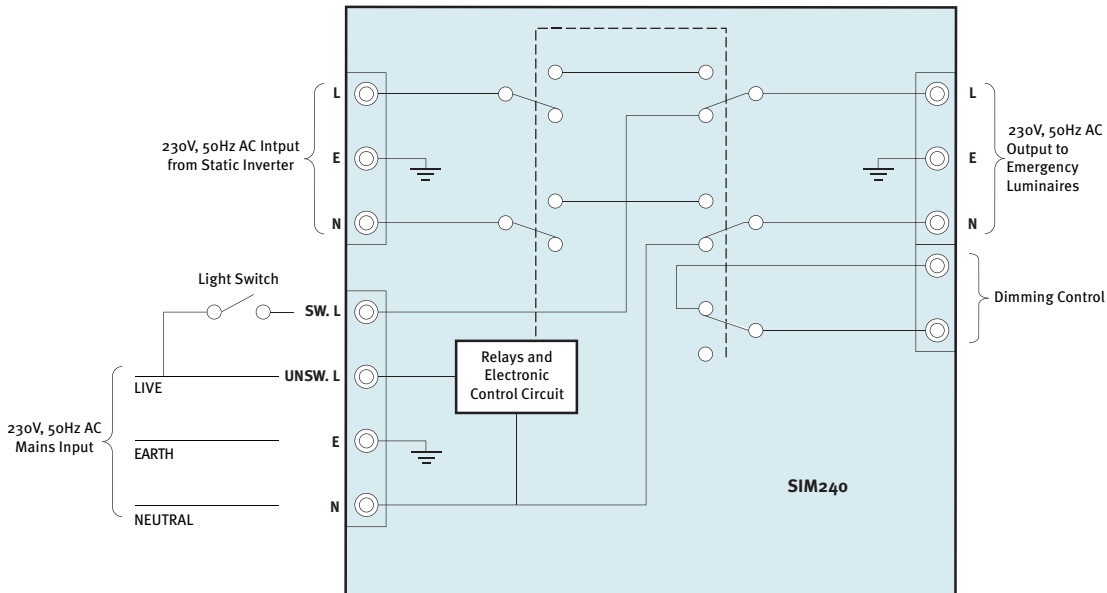 L
230V, 50Hz AC Intput
from Static Inverter
E
N
Light Switch
SW. L
UNSW. L
LIVE
230V, 50Hz AC
Mains Input
E
EARTH
N
NEUTRAL
Relays and
Electronic
Control Circuit
SIM240
L
230V, 50Hz AC
Output to
Emergency
Luminaires
E
N
Dimming Control